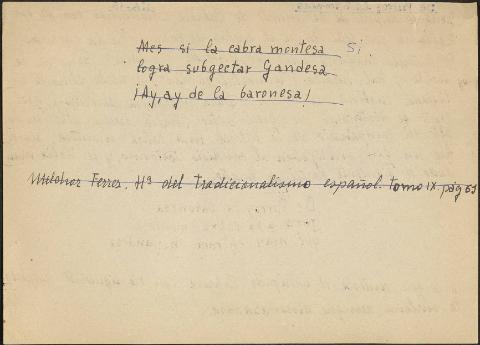 Mes si la cabra montesa Si
logra subgectar Gandesa
¡Ay, ay de la baronesa!
Melchor Ferrer. Hª del Tradicionalismo español. Tomo IX pág 63